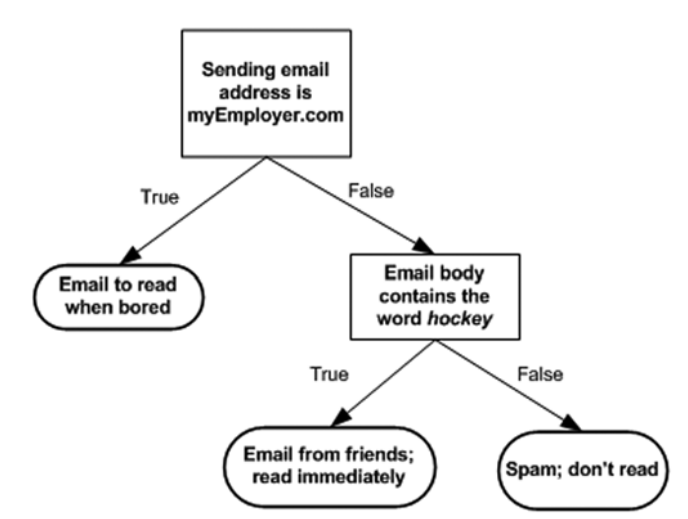 Sending email
address is
myEmployer.com
True
False
Email to read
when bored
Email body
contains the
word hockey
True
False
Email from friends;
read immediately
Spam; don't read